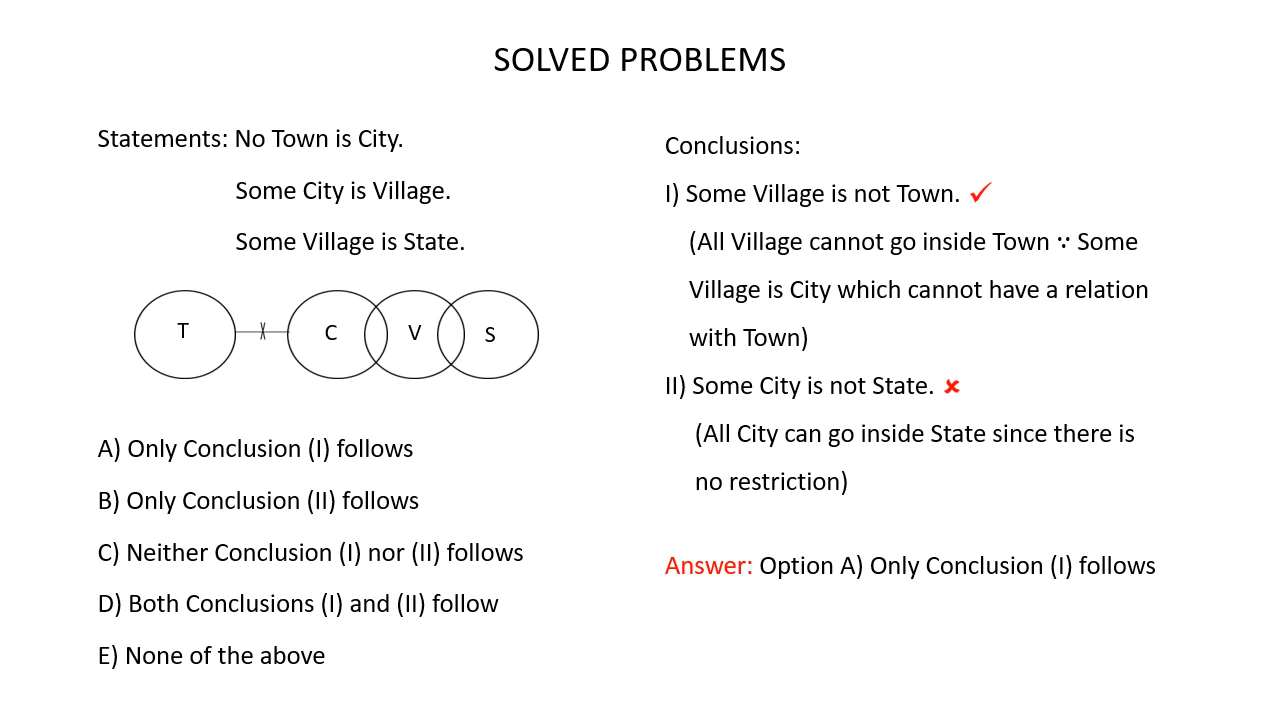 SOLVED PROBLEMS
Statements: No Town is City.
Some City is Village.
Some Village is State.
T C V S
A) Only Conclusion (I) follows
B) Only Conclusion (II) follows
C) Neither Conclusion (I) nor (II) follows
D) Both Conclusions (I) and (II) follow
E) None of the above
Conclusions:
I) Some Village is not Town. ✓
(All Village cannot go inside Town ∵ Some
Village is City which cannot have a relation
with Town)
II) Some City is not State. ✘
(All City can go inside State since there is
no restriction)
Answer: Option A) Only Conclusion (I) follows